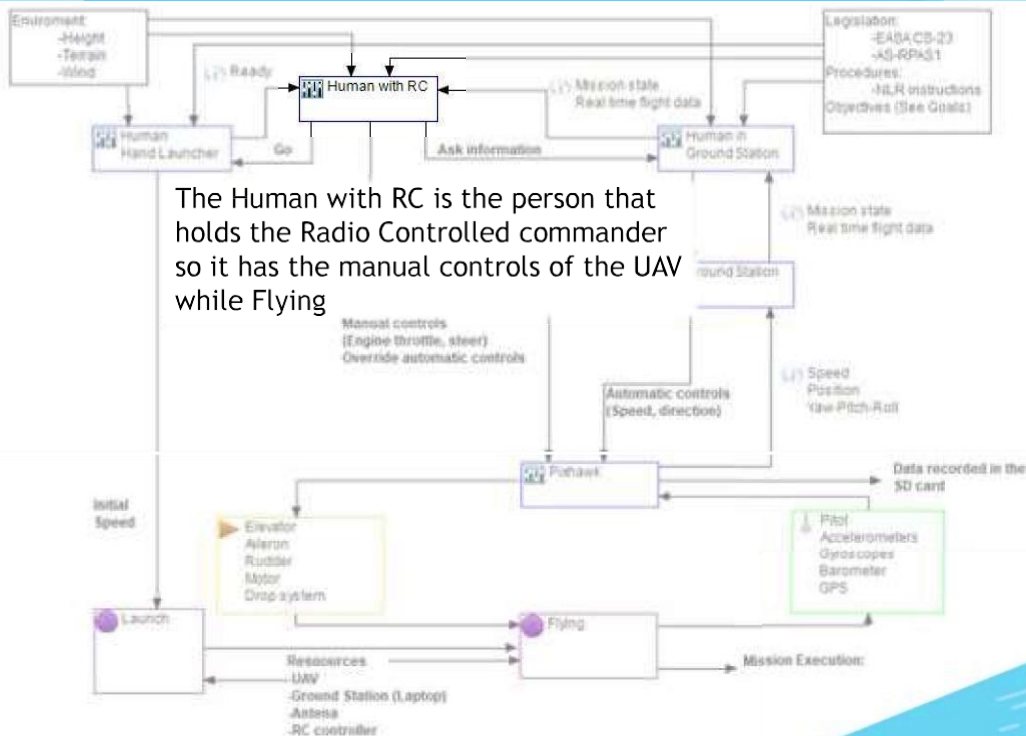 Enviroment:
-Height
-Terrain
-Wind
Legislation:
-EASA CS-23
-AS-RPAS1
Procedures:
-NLR instructions
Objectives (See Goals)
Ready
Human with RC
Mission state
Real time flight data
Human
Hand Launcher
Go
Ask information
Human in
Ground Station
The Human with RC is the person that
holds the Radio Controlled commander
so it has the manual controls of the UAV
while Flying
Mission state
Real time flight data
Ground Station
Manual controls
(Engine throttle, steer)
Override automatic controls
Automatic controls
(Speed, direction)
Speed
Position
Yaw-Pitch-Roll
Pixhawk
Data recorded in the
SD card
Initial
Speed
Elevator
Aileron
Rudder
Motor
Drop system
Pitot
Accelerometers
Gyroscopes
Barometer
GPS
Launch
Flying
Resources
-UAV
-Ground Station (Laptop)
-Antena
-RC controller
Mission Execution: